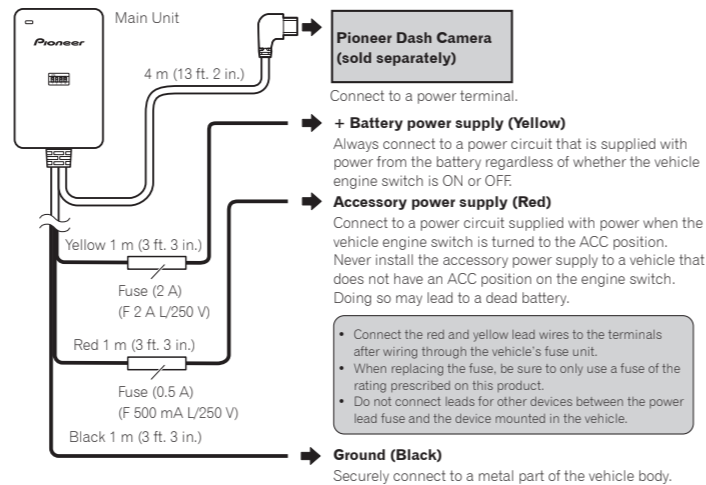 Main Unit
Pioneer
4 m (13 ft. 2 in.)
Pioneer Dash Camera
(sold separately)
Connect to a power terminal.
+ Battery power supply (Yellow)
Always connect to a power circuit that is supplied with
power from the battery regardless of whether the vehicle
engine switch is ON or OFF.
Accessory power supply (Red)
Connect to a power circuit supplied with power when the
vehicle engine switch is turned to the ACC position.
Never install the accessory power supply to a vehicle that
does not have an ACC position on the engine switch.
Doing so may lead to a dead battery.
Yellow 1 m (3 ft. 3 in.)
Fuse (2 A)
(F 2 A L/250 V)
Red 1 m (3 ft. 3 in.)
Fuse (0.5 A)
(F 500 mA L/250 V)
Black 1 m (3 ft. 3 in.)
• Connect the red and yellow lead wires to the terminals
after wiring through the vehicle's fuse unit.
• When replacing the fuse, be sure to only use a fuse of the
rating prescribed on this product.
• Do not connect leads for other devices between the power
lead fuse and the device mounted in the vehicle.
Ground (Black)
Securely connect to a metal part of the vehicle body.